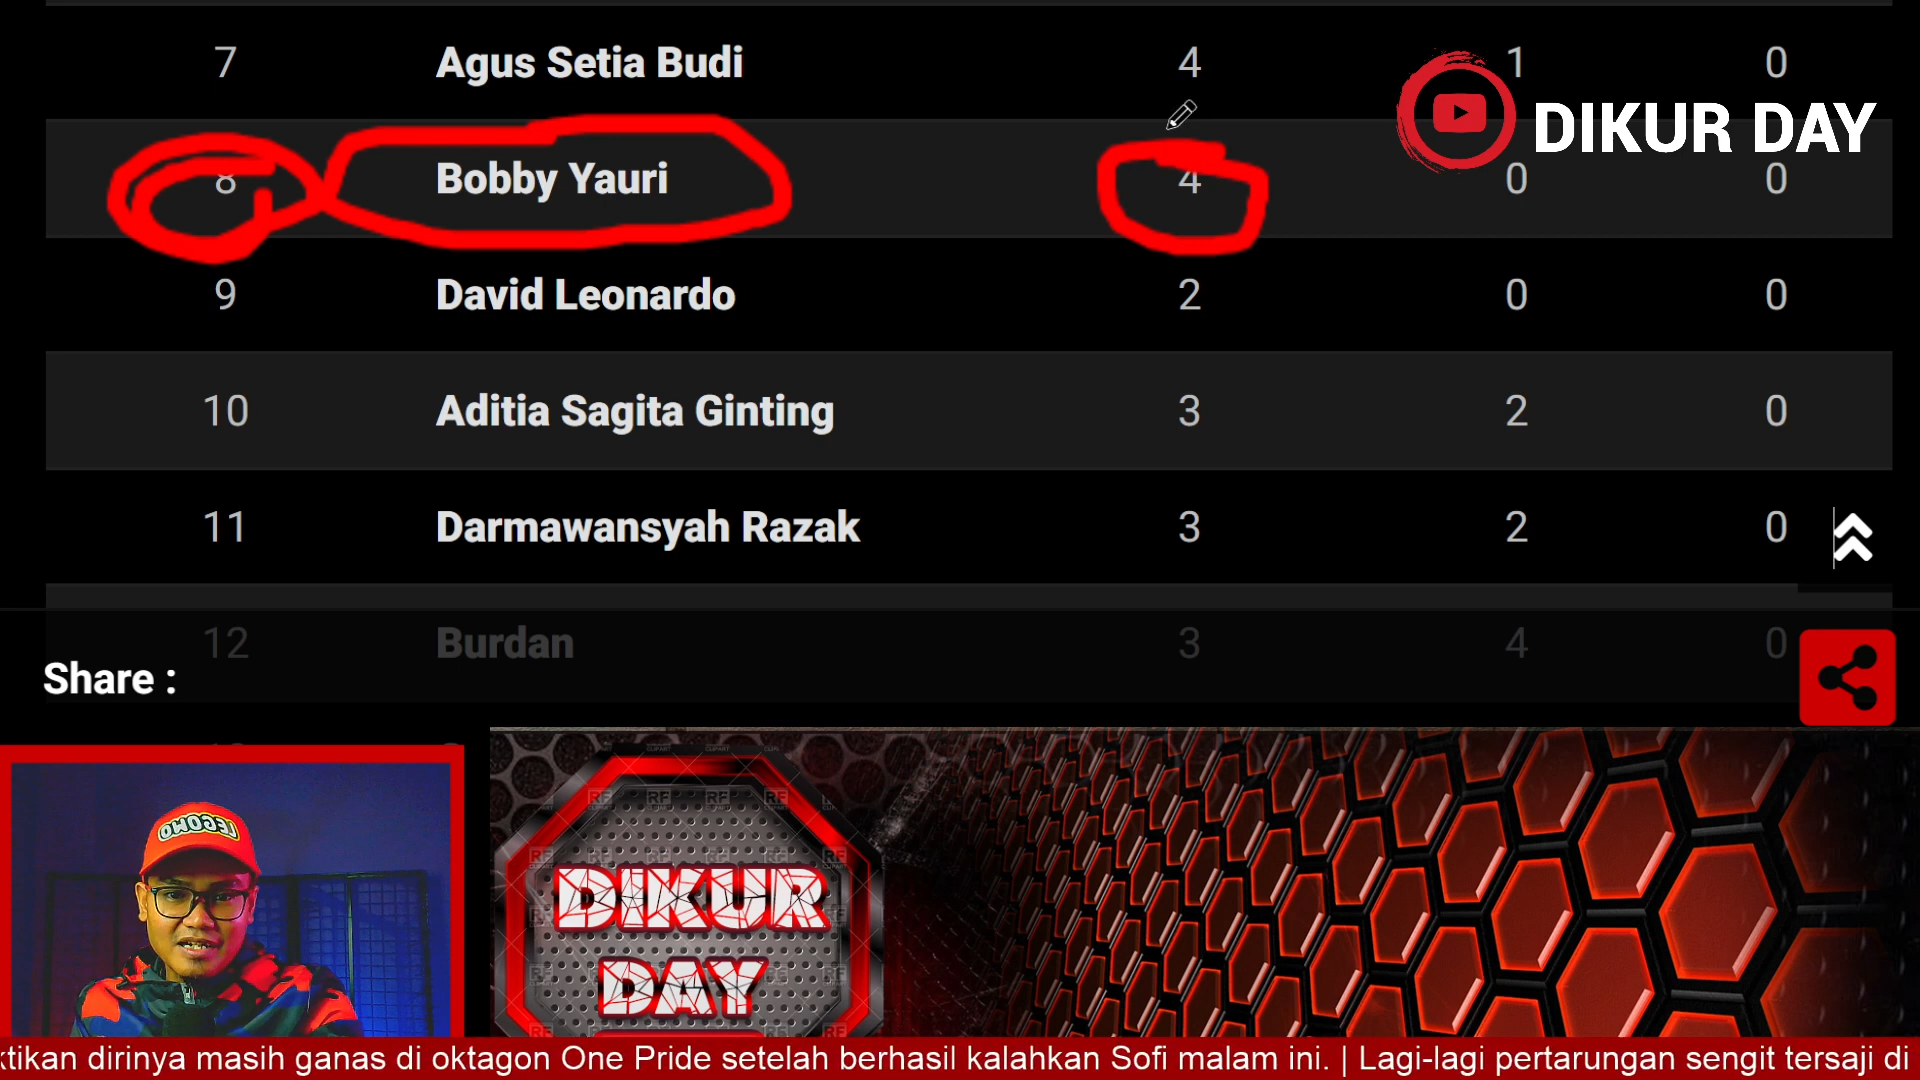 7 Agus Setia Budi 4 1 0
DIKUR DAY
8 Bobby Yauri 4 0 0
9 David Leonardo 2 0 0
10 Aditia Sagita Ginting 3 2 0
11 Darmawansyah Razak 3 2 0
12 Burdan 3 4 0
Share :
LEGOWO
DIKUR
DAY
ktikan dirinya masih ganas di oktagon One Pride setelah berhasil kalahkan Sofi malam ini. | Lagi-lagi pertarungan sengit tersaji di